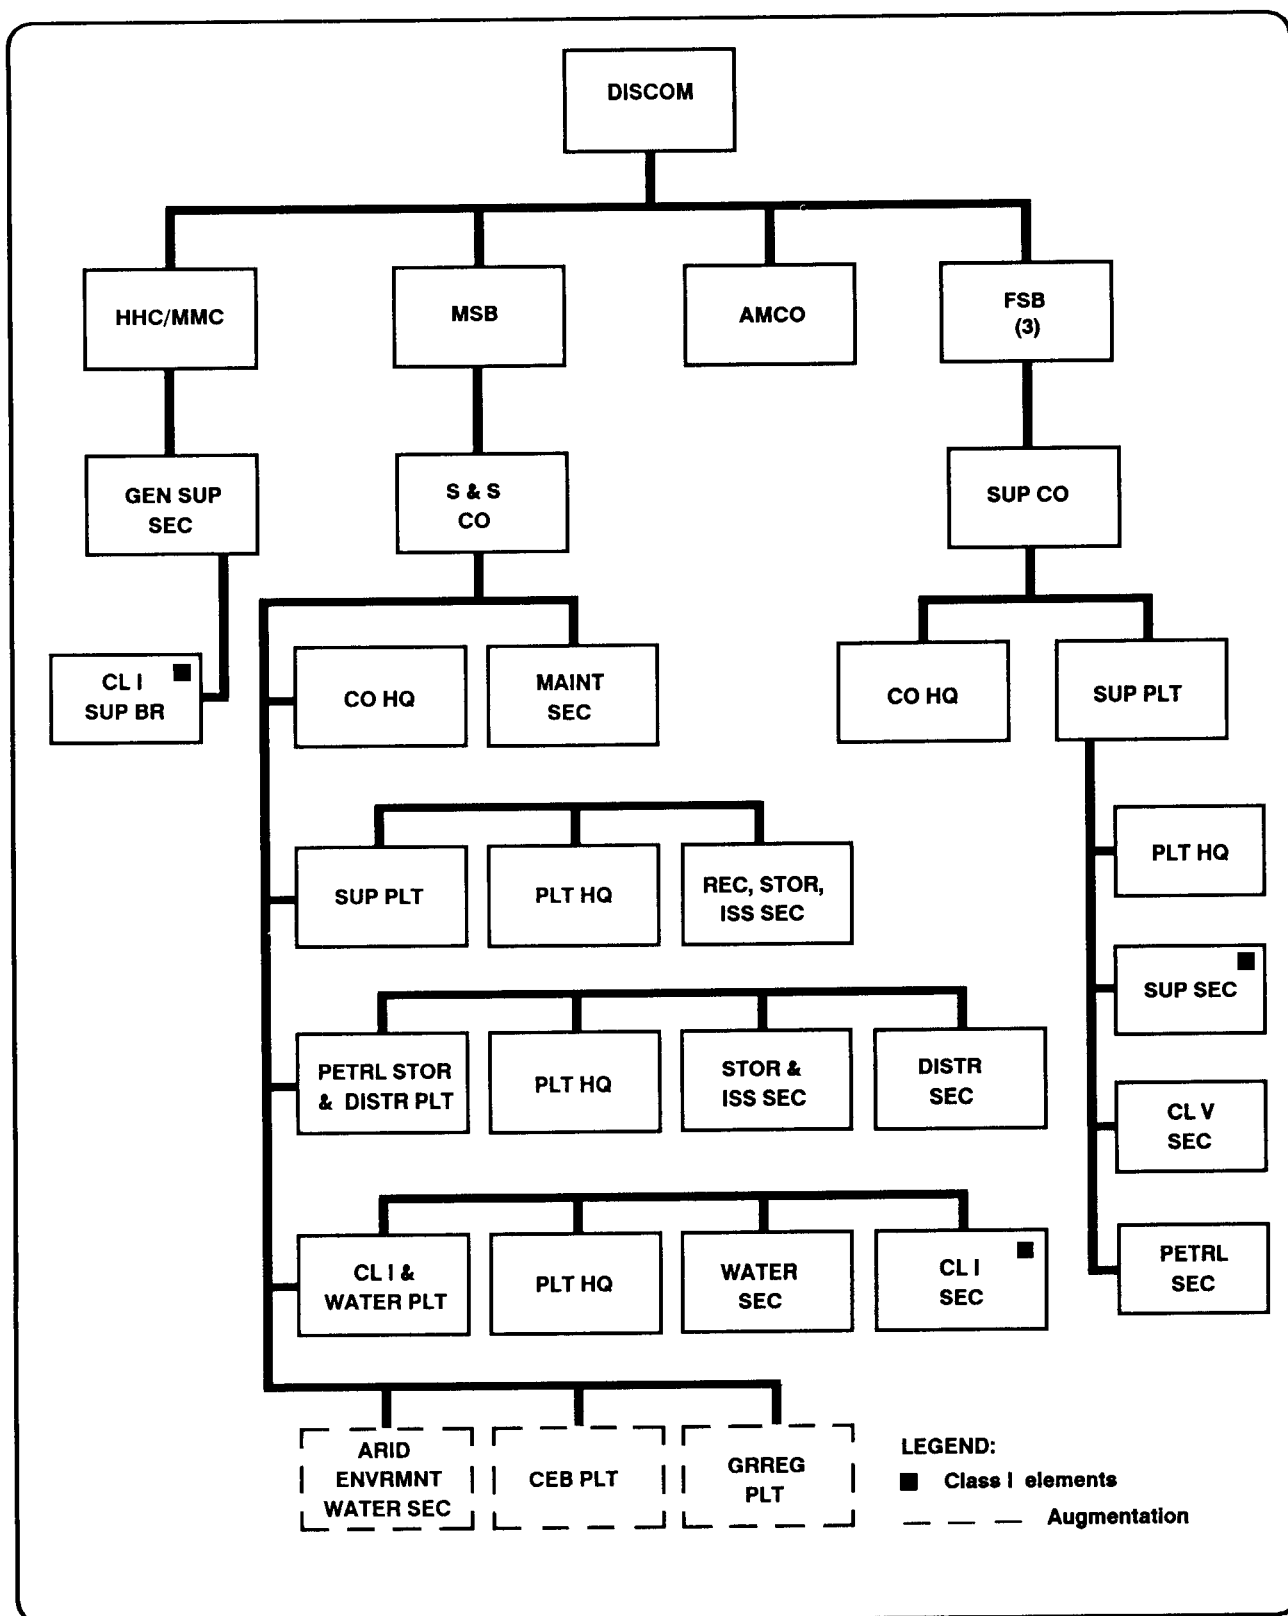 DISCOM
HHC/MMC
MSB
AMCO
FSB
(3)
GEN SUP
SEC
S & S
CO
SUP CO
CL I
SUP BR
CO HQ
MAINT
SEC
CO HQ
SUP PLT
SUP PLT
PLT HQ
REC, STOR,
ISS SEC
PLT HQ
SUP SEC
CL V
SEC
PETRL
SEC
PETRL STOR
& DISTR PLT
PLT HQ
STOR &
ISS SEC
DISTR
SEC
CL I &
WATER PLT
PLT HQ
WATER
SEC
CL I
SEC
ARID
ENVRMNT
WATER SEC
CEB PLT
GRREG
PLT
LEGEND:
Class I elements
Augmentation